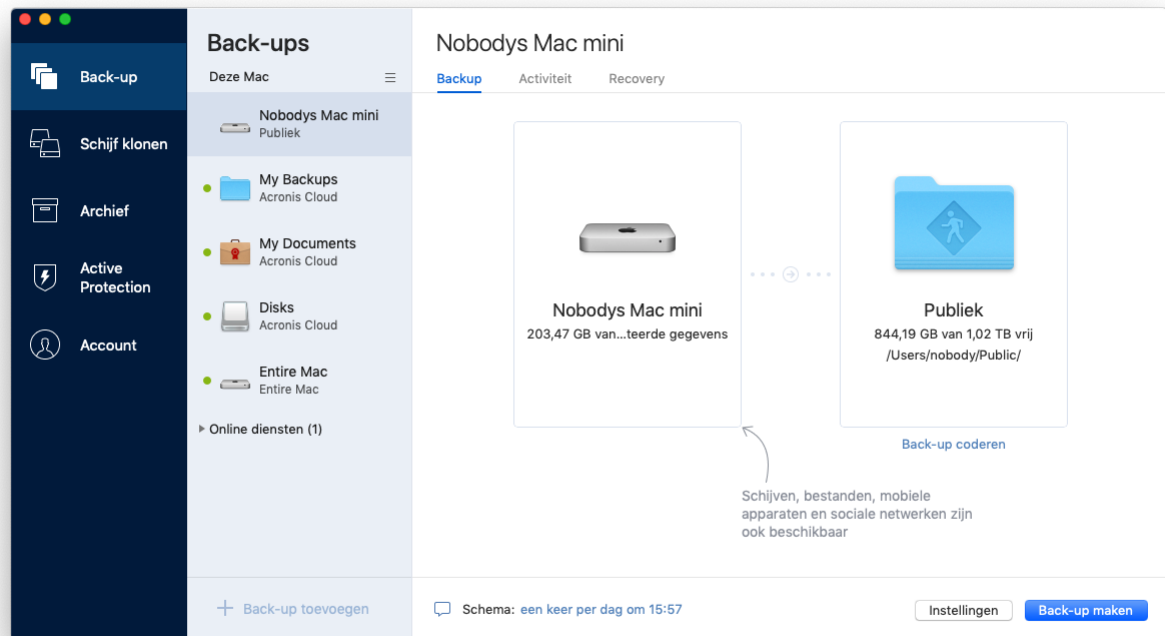 Back-up
Schijf klonen
Archief
Active
Protection
Account
Back-ups
Deze Mac
Nobodys Mac mini
Publiek
My Backups
Acronis Cloud
My Documents
Acronis Cloud
Disks
Acronis Cloud
Entire Mac
Entire Mac
Online diensten (1)
Back-up toevoegen
Nobodys Mac mini
Backup Activiteit Recovery
Nobodys Mac mini
203,47 GB van...teerde gegevens
Publiek
844,19 GB van 1,02 TB vrij
/Users/nobody/Public/
Back-up coderen
Schijven, bestanden, mobiele
apparaten en sociale netwerken zijn
ook beschikbaar
Schema: een keer per dag om 15:57
Instellingen
Back-up maken